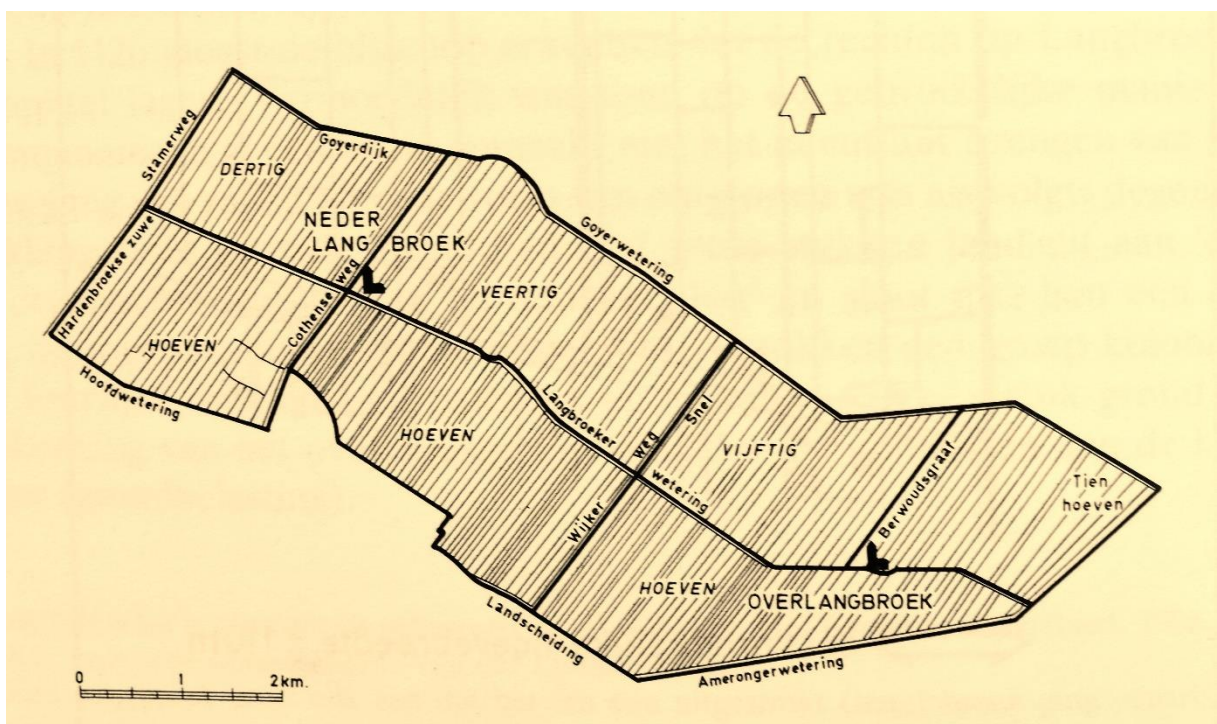 Stamerweg
Goyerdijk
DERTIG
NEDER
LANG BROEK
Hardenbroekse zuwe
Goyerwetering
VEERTIG
Cothense weg
HOEVEN
Hoofdwetering
Snel
weg
Langbroeker
wetering
HOEVEN
VIJFTIG
Berwoudsgraaf
Tien
hoeven
Wijker
HOEVEN
OVERLANGBROEK
Landscheiding
Amerongerwetering
0 1 2km.